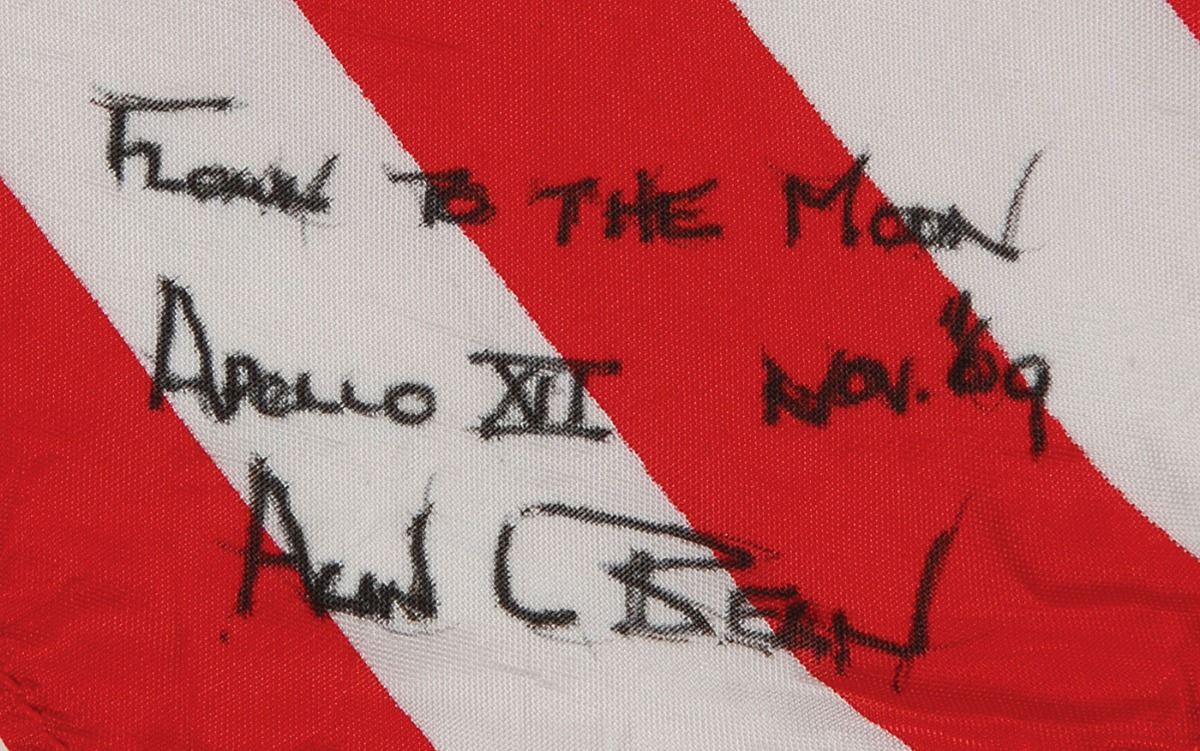 FLOWN TO THE MOON
APOLLO XII NOV. '69
ALAN L BEAN